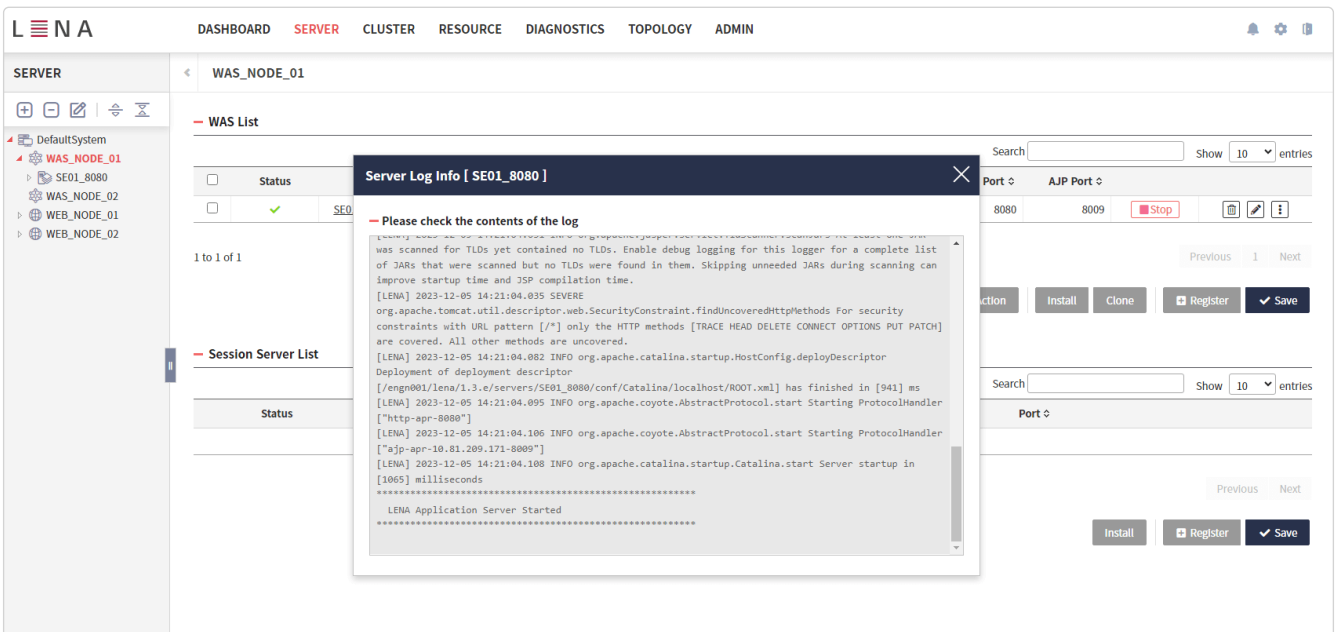 LENA
DASHBOARD SERVER CLUSTER RESOURCE DIAGNOSTICS TOPOLOGY ADMIN
SERVER
WAS_NODE_01
DefaultSystem
WAS_NODE_01
SE01_8080
WAS_NODE_02
WEB_NODE_01
WEB_NODE_02
WAS List
Search
Show 10 entries
Status
Port
AJP Port
SE0
8080
8009
Stop
1 to 1 of 1
Previous 1 Next
ction
Install
Clone
Register
Save
Session Server List
Search
Show 10 entries
Status
Port
Previous Next
Install
Register
Save
Server Log Info [ SE01_8080 ]
Please check the contents of the log
was scanned for TLDs yet contained no TLDs. Enable debug logging for this logger for a complete list
of JARs that were scanned but no TLDs were found in them. Skipping unneeded JARs during scanning can
improve startup time and JSP compilation time.
[LENA] 2023-12-05 14:21:04.035 SEVERE
org.apache.tomcat.util.descriptor.web.SecurityConstraint.findUncoveredHttpMethods For security
constraints with URL pattern [/*] only the HTTP methods [TRACE HEAD DELETE CONNECT OPTIONS PUT PATCH]
are covered. All other methods are uncovered.
[LENA] 2023-12-05 14:21:04.082 INFO org.apache.catalina.startup.HostConfig.deployDescriptor
Deployment of deployment descriptor
[/engn001/lena/1.3.e/servers/SE01_8080/conf/Catalina/localhost/ROOT.xml] has finished in [941] ms
[LENA] 2023-12-05 14:21:04.095 INFO org.apache.coyote.AbstractProtocol.start Starting ProtocolHandler
["http-apr-8080"]
[LENA] 2023-12-05 14:21:04.106 INFO org.apache.coyote.AbstractProtocol.start Starting ProtocolHandler
["ajp-apr-10.81.209.171-8009"]
[LENA] 2023-12-05 14:21:04.108 INFO org.apache.catalina.startup.Catalina.start Server startup in
[1065] milliseconds
*********************************************************
LENA Application Server Started
*********************************************************